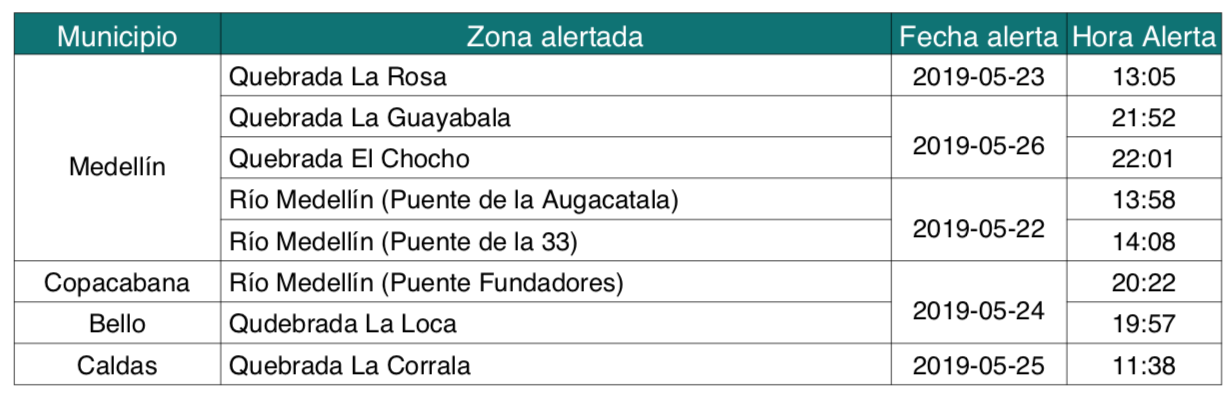 Municipio Zona alertada Fecha alerta Hora Alerta
Quebrada La Rosa 2019-05-23 13:05
Quebrada La Guayabala 21:52
2019-05-26
Quebrada El Chocho 22:01
Medellín
Río Medellín (Puente de la Augacatala) 13:58
2019-05-22
Río Medellín (Puente de la 33) 14:08
Copacabana Río Medellín (Puente Fundadores) 20:22
2019-05-24
Bello Qudebrada La Loca 19:57
Caldas Quebrada La Corrala 2019-05-25 11:38